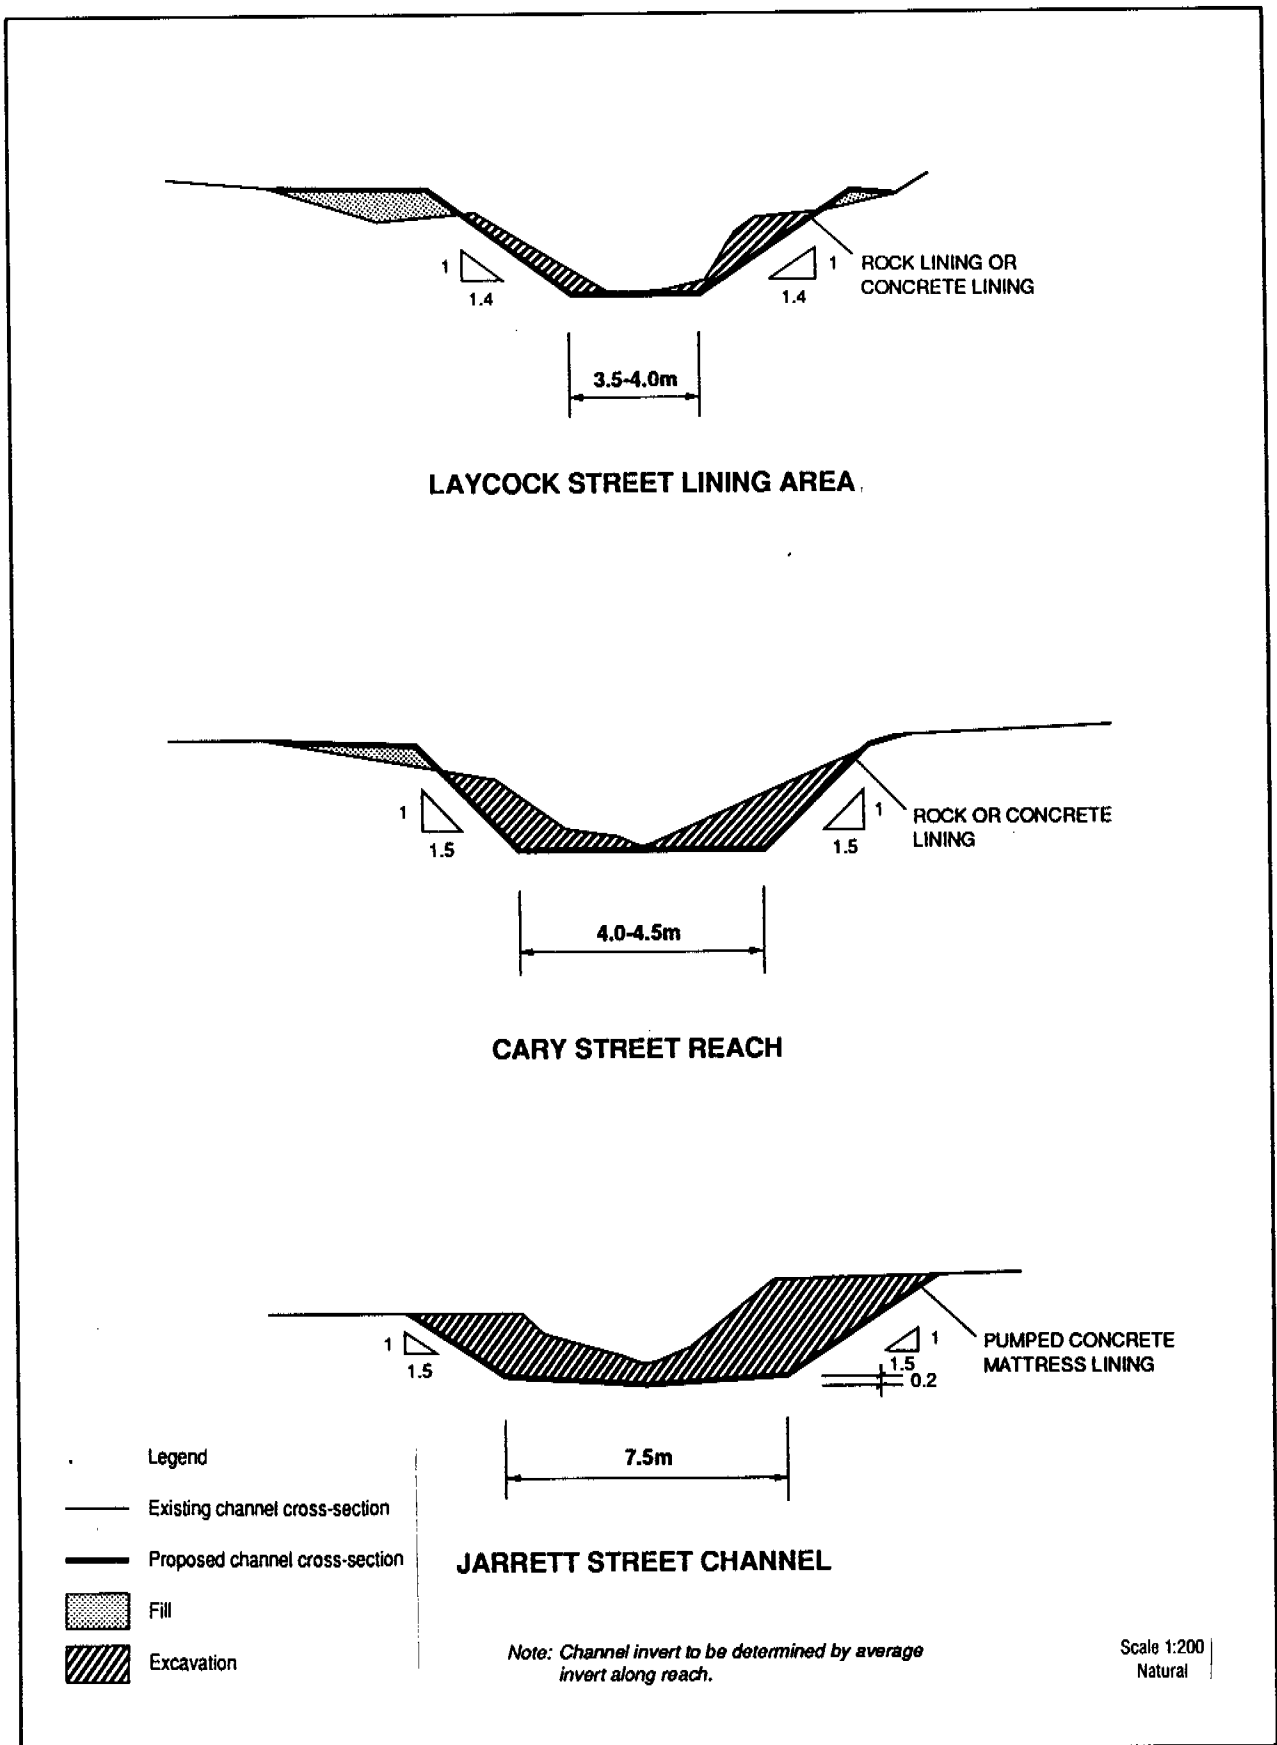 1
1.4
1
1.4
ROCK LINING OR
CONCRETE LINING
3.5-4.0m
LAYCOCK STREET LINING AREA
1
1.5
1
1.5
ROCK OR CONCRETE
LINING
4.0-4.5m
CARY STREET REACH
1
1.5
1
1.5
0.2
PUMPED CONCRETE
MATTRESS LINING
7.5m
JARRETT STREET CHANNEL
Legend
Existing channel cross-section
Proposed channel cross-section
Fill
Excavation
Note: Channel invert to be determined by average
invert along reach.
Scale 1:200
Natural